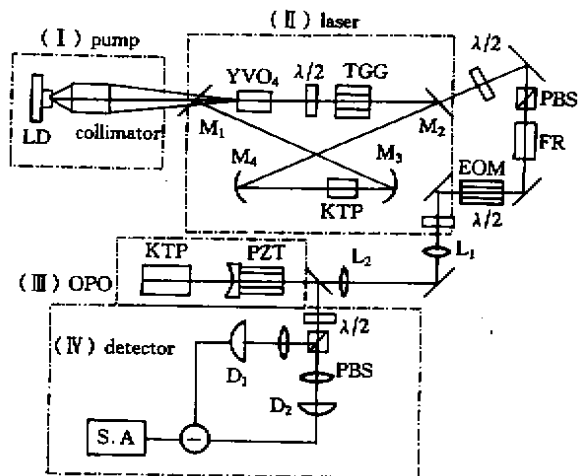 (Ⅱ) laser
(Ⅰ) pump
LD
collimator
YVO₄
λ/2
TGG
M₁
M₂
M₄
M₃
KTP
λ/2
PBS
FR
EOM
λ/2
L₁
KTP
PZT
L₂
(Ⅲ) OPO
λ/2
(Ⅳ) detector
D₁
PBS
D₂
S.A